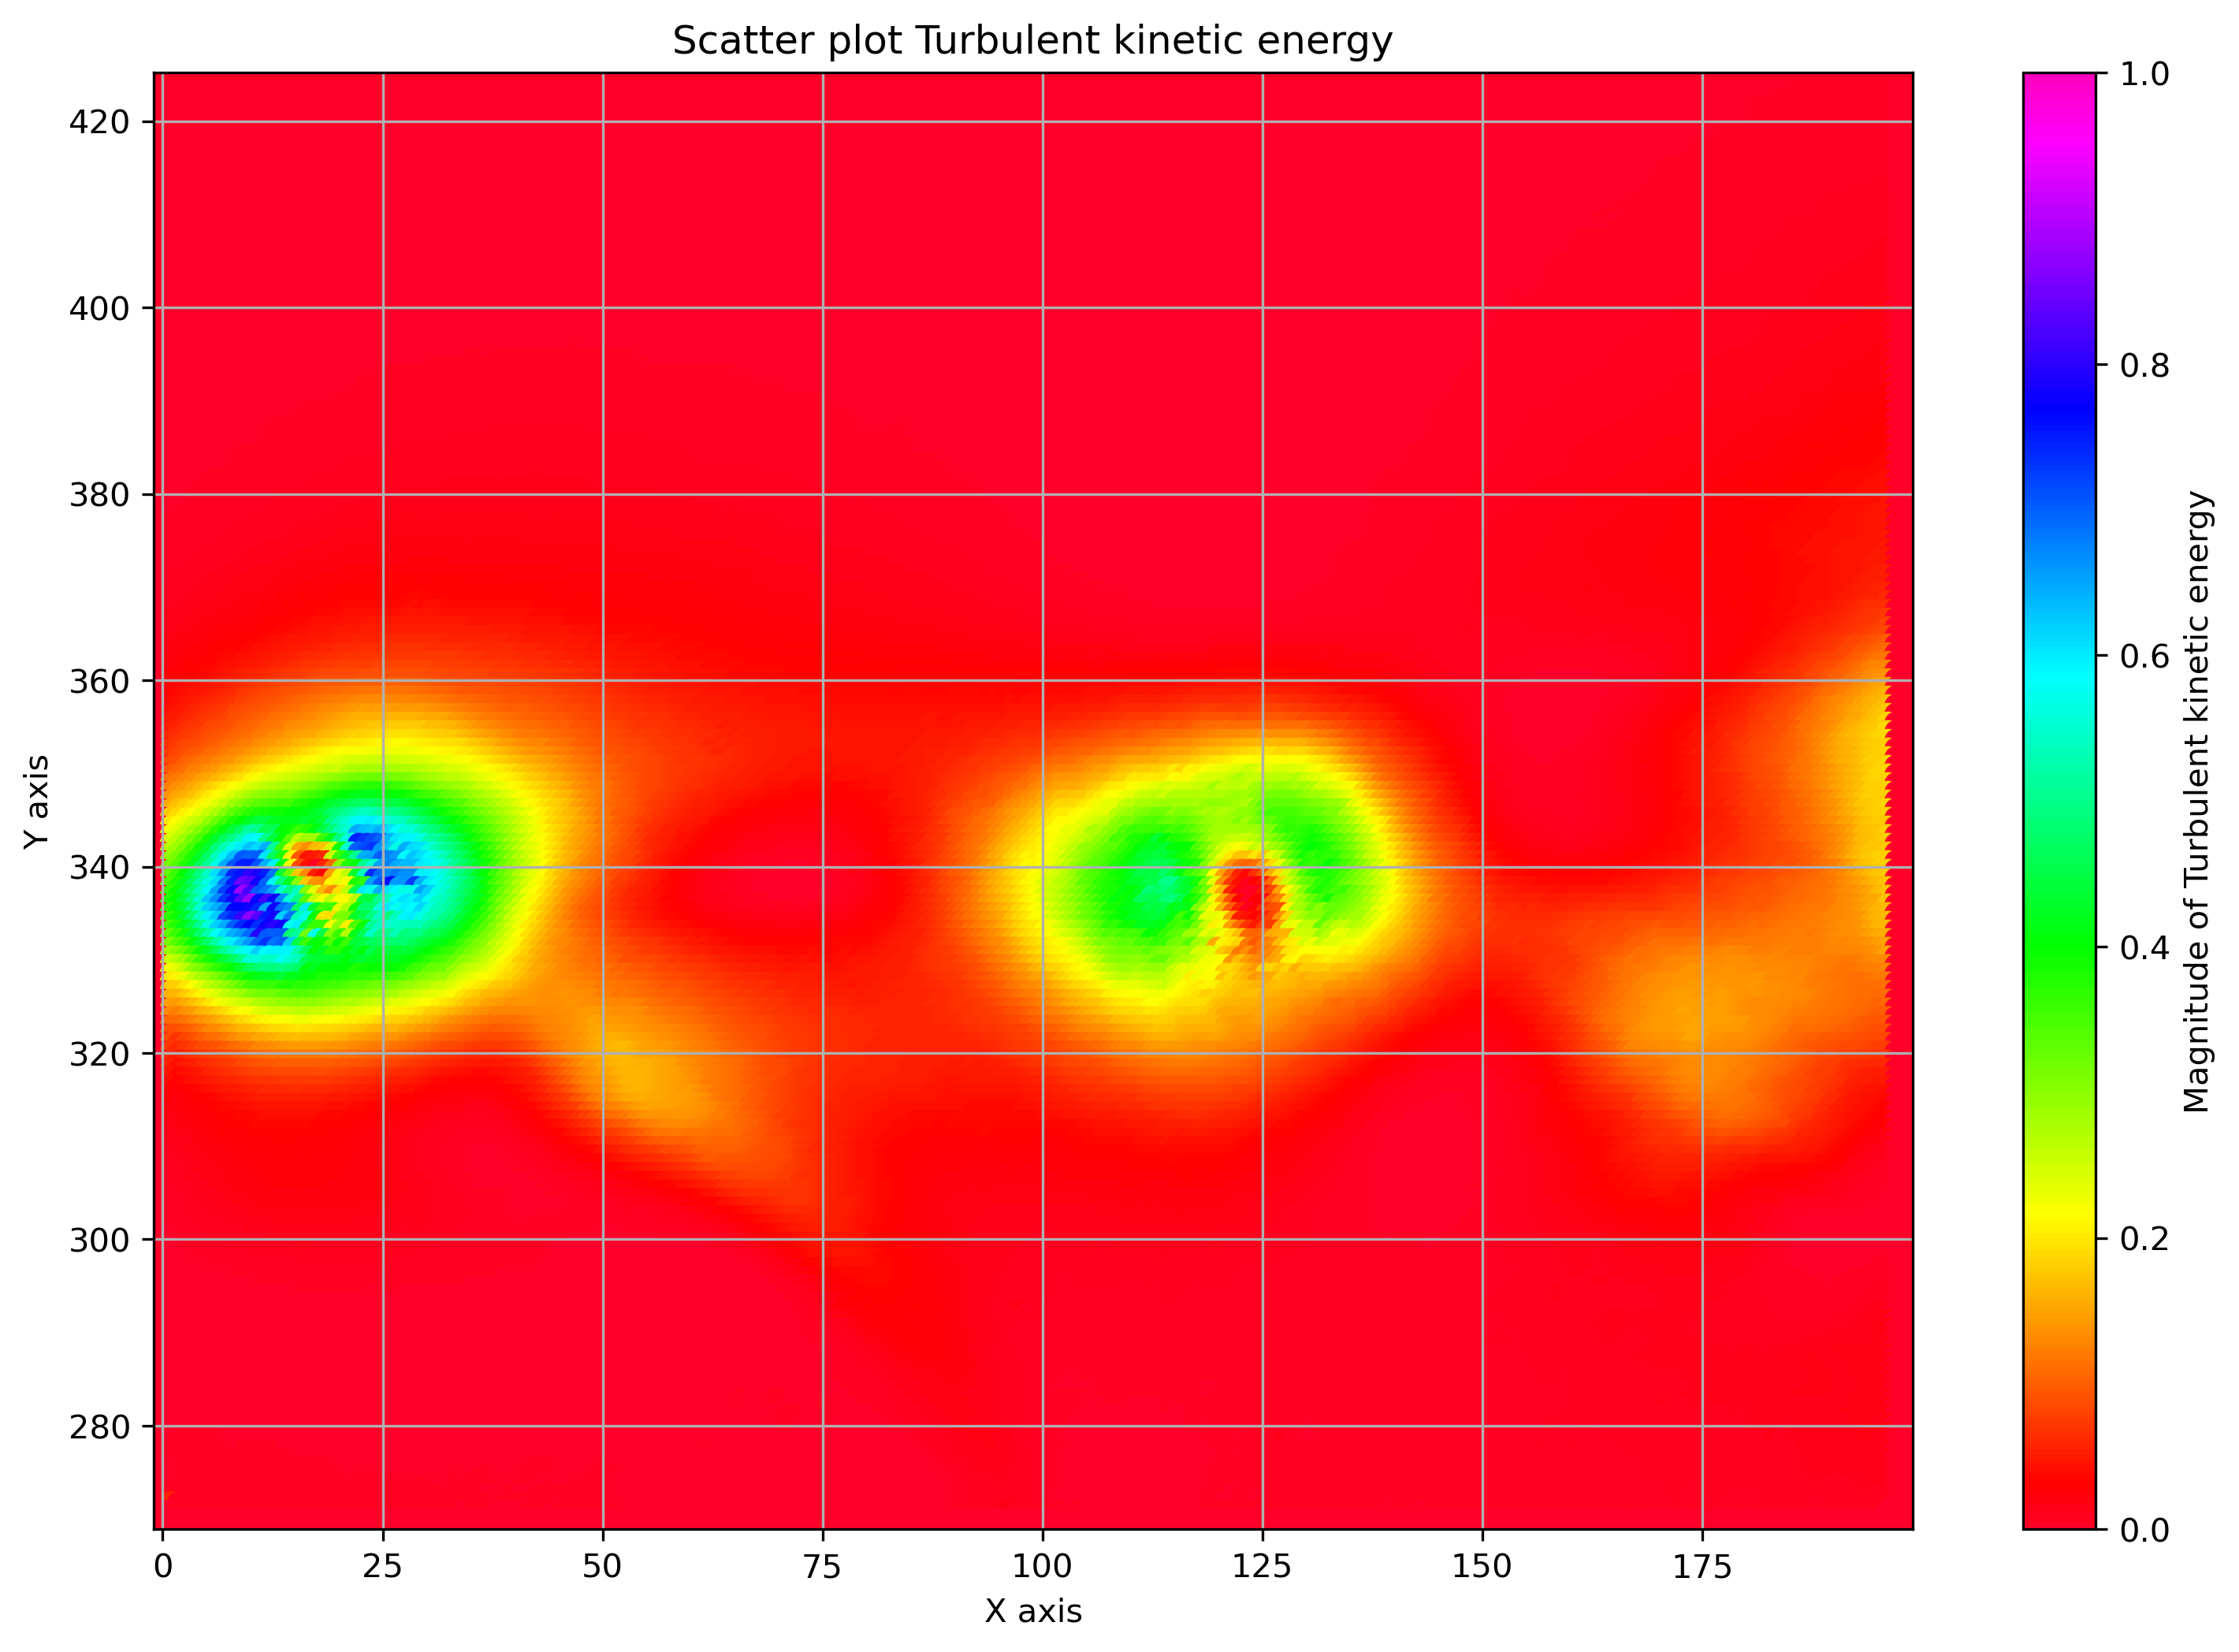 Scatter plot Turbulent kinetic energy
Y axis
420
400
380
360
340
320
300
280
0 25 50 75 100 125 150 175
X axis
1.0
0.8
0.6
0.4
0.2
0.0
Magnitude of Turbulent kinetic energy